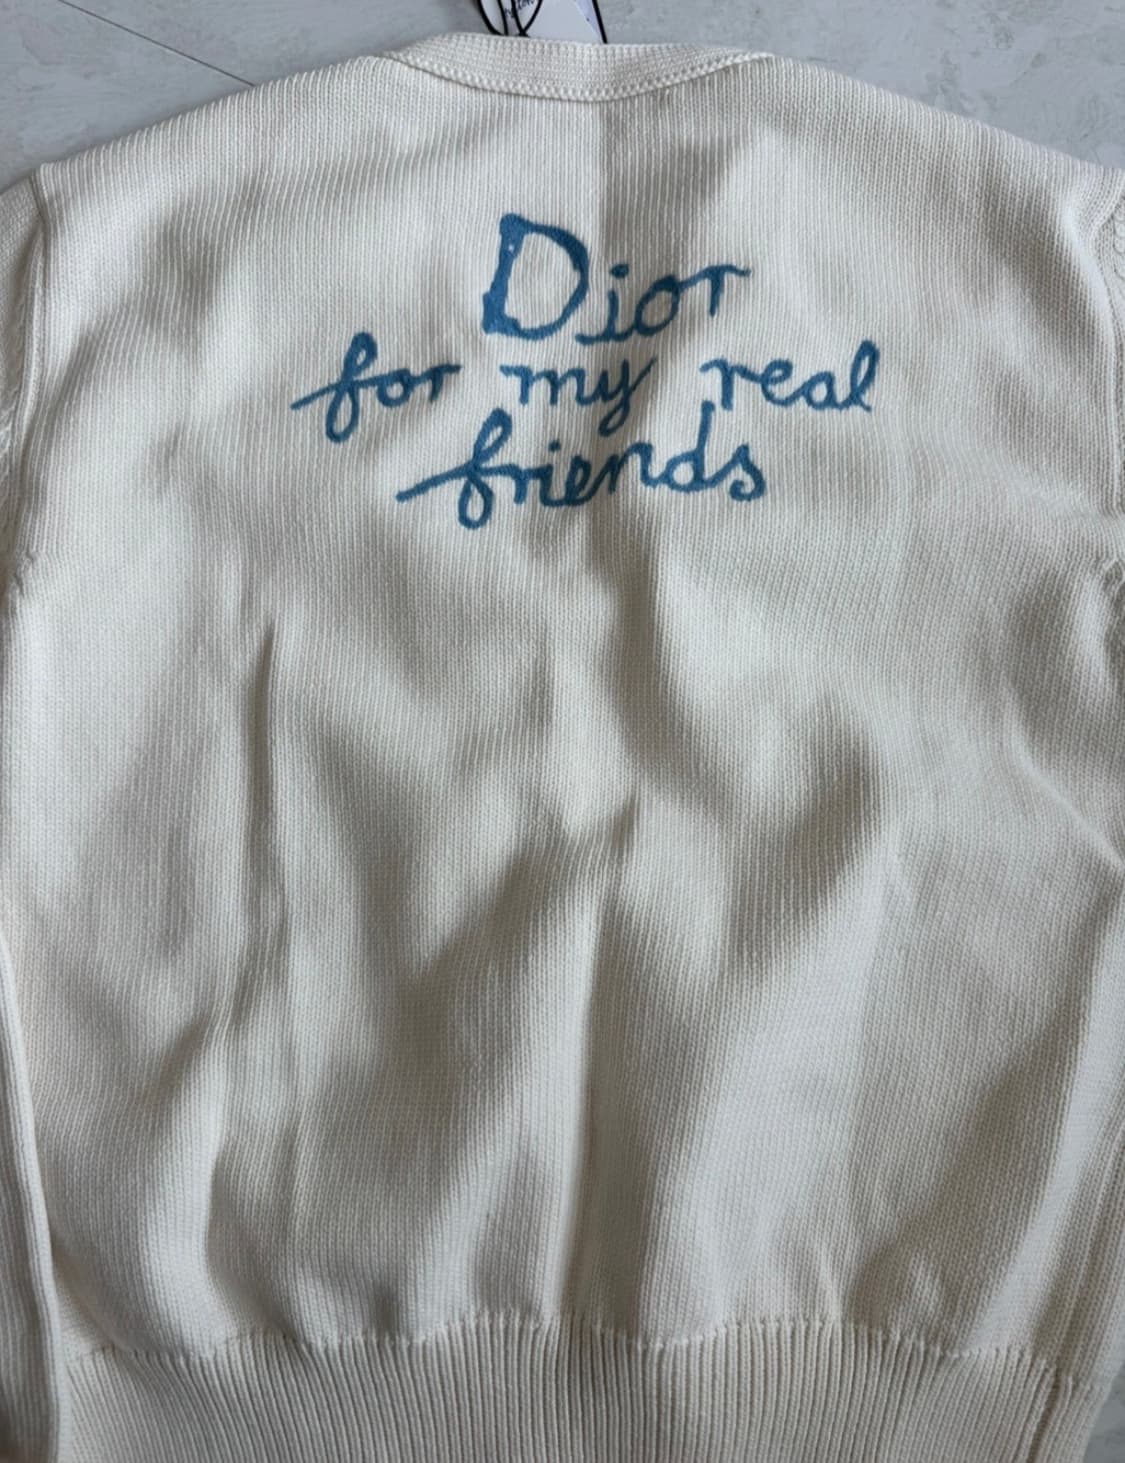 Dior
for my real
friends